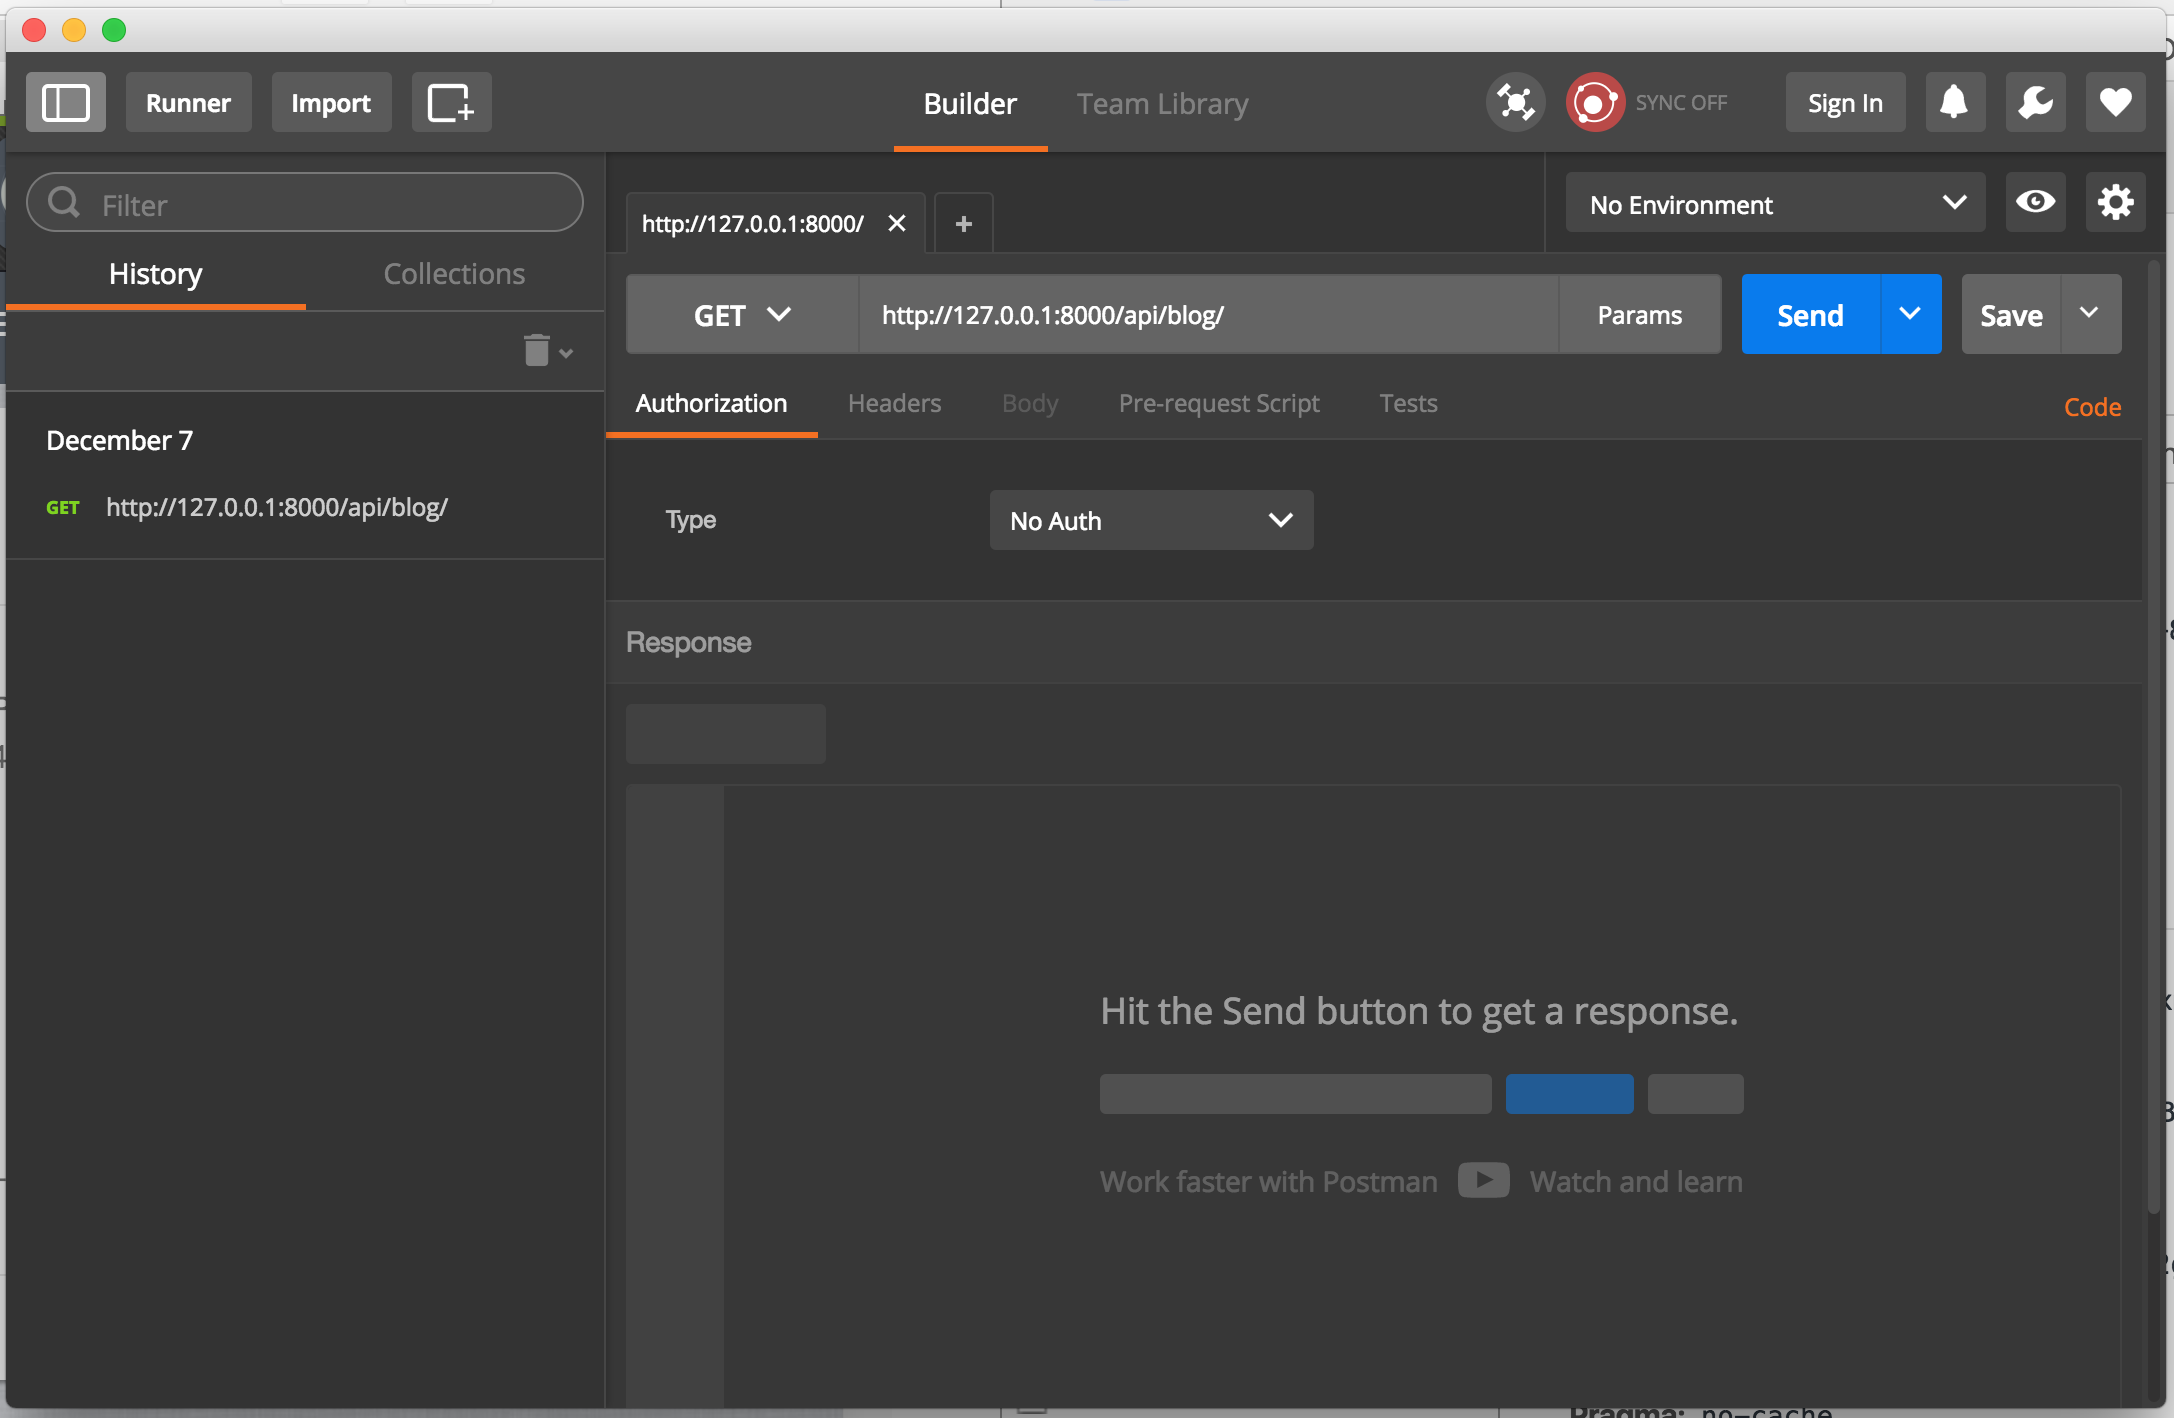 Runner
Import
Builder
Team Library
SYNC OFF
Sign In
Filter
History
Collections
December 7
GET http://127.0.0.1:8000/api/blog/
http://127.0.0.1:8000/
No Environment
GET
http://127.0.0.1:8000/api/blog/
Params
Send
Save
Authorization
Headers
Body
Pre-request Script
Tests
Code
Type
No Auth
Response
Hit the Send button to get a response.
Work faster with Postman
Watch and learn
Pragma: no-cache